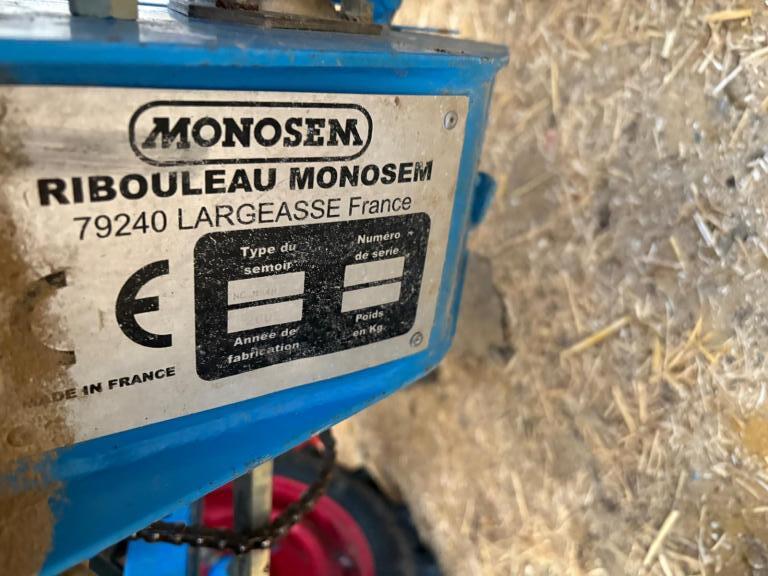 MONOSEM
RIBOULEAU MONOSEM
79240 LARGEASSE France
Type du
semoir
Numéro
de série
CE
Année de
fabrication
Poids
en Kg.
MADE IN FRANCE